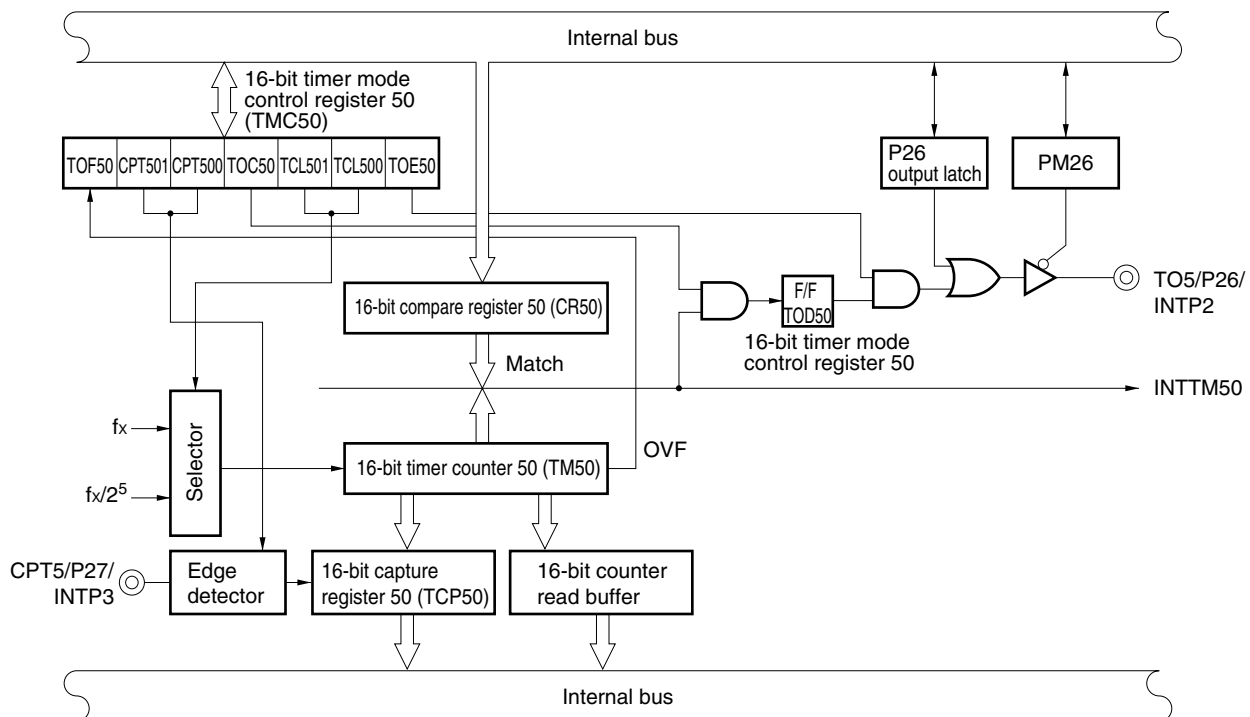 Internal bus
16-bit timer mode
control register 50
(TMC50)
TOF50 CPT501 CPT500 TOC50 TCL501 TCL500 TOE50
P26
output latch
PM26
16-bit compare register 50 (CR50)
F/F
TOD50
TO5/P26/
INTP2
16-bit timer mode
control register 50
Match
INTTM50
fx
fx/2⁵
Selector
16-bit timer counter 50 (TM50)
OVF
CPT5/P27/
INTP3
Edge
detector
16-bit capture
register 50 (TCP50)
16-bit counter
read buffer
Internal bus